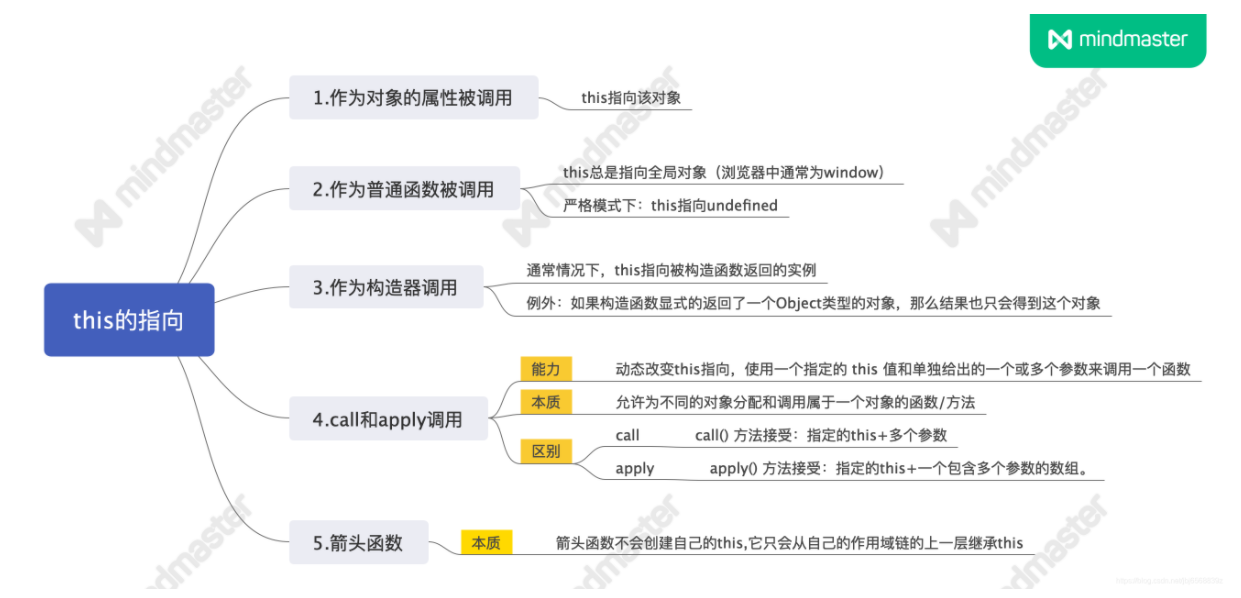 mindmaster
1.作为对象的属性被调用
this指向该对象
2.作为普通函数被调用
this总是指向全局对象（浏览器中通常为window）
严格模式下：this指向undefined
this的指向
3.作为构造器调用
通常情况下，this指向被构造函数返回的实例
例外：如果构造函数显式的返回了一个Object类型的对象，那么结果也只会得到这个对象
4.call和apply调用
能力
动态改变this指向，使用一个指定的 this 值和单独给出的一个或多个参数来调用一个函数
本质
允许为不同的对象分配和调用属于一个对象的函数/方法
区别
call
call() 方法接受：指定的this+多个参数
apply
apply() 方法接受：指定的this+一个包含多个参数的数组。
5.箭头函数
本质
箭头函数不会创建自己的this,它只会从自己的作用域链的上一层继承this
mindmaster
mindmaster
mindmaster
mindmaster
mindmaster
mindmaster